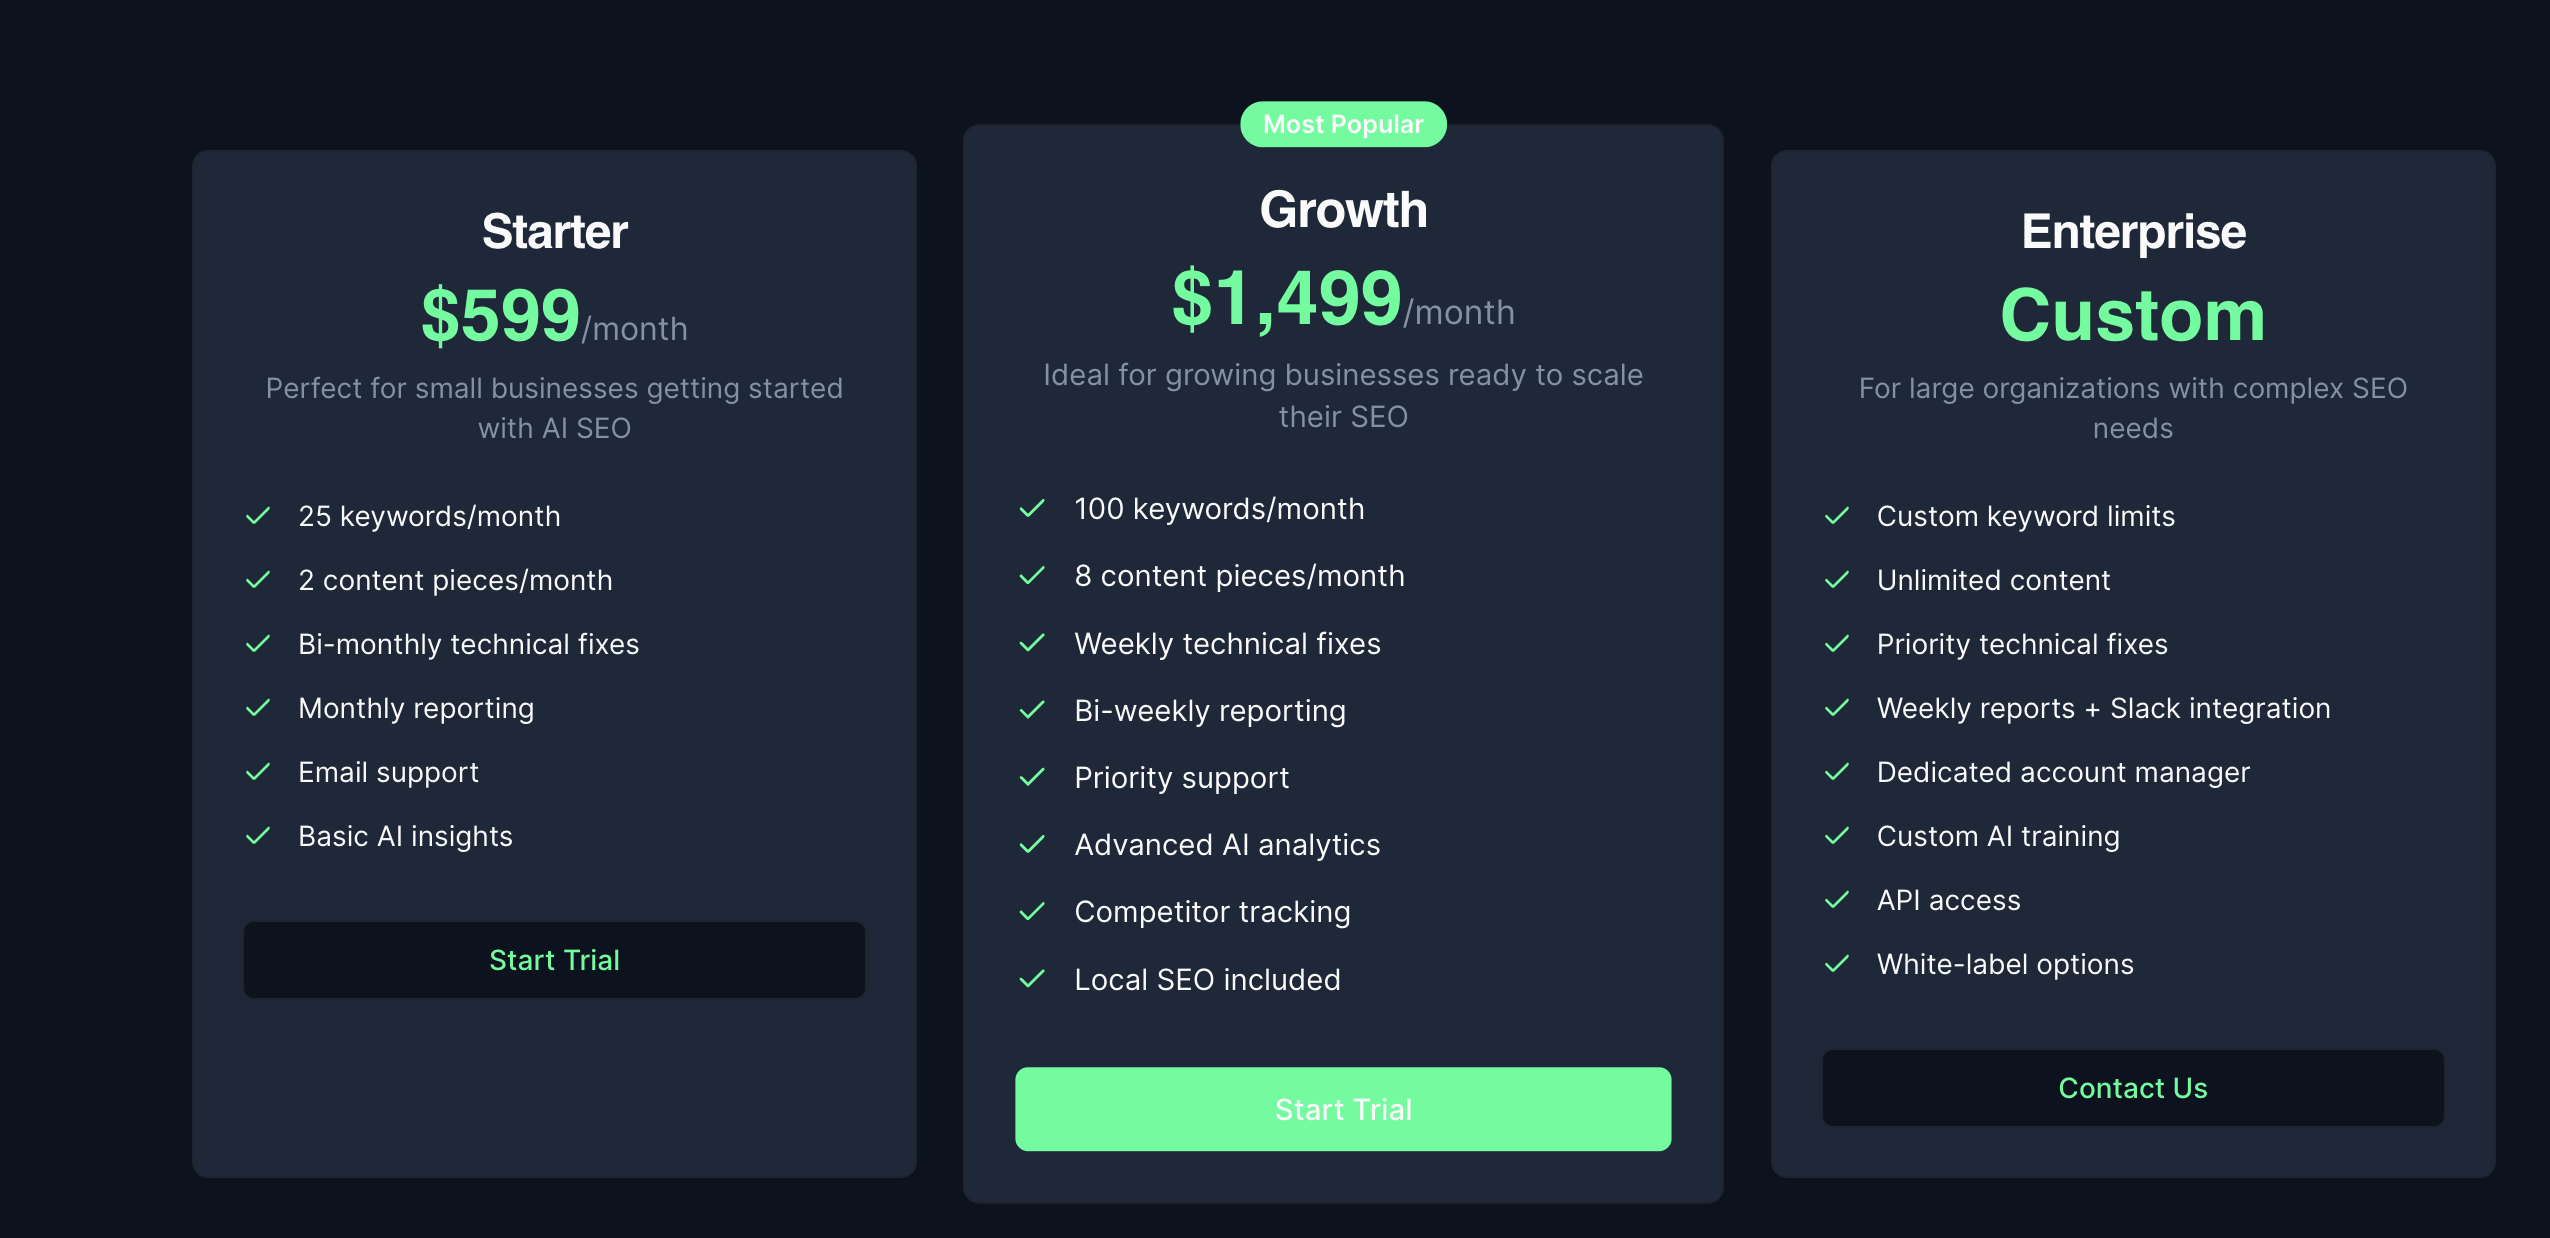 Starter
$599/month
Perfect for small businesses getting started
with AI SEO
25 keywords/month
2 content pieces/month
Bi-monthly technical fixes
Monthly reporting
Email support
Basic AI insights
Start Trial
Most Popular
Growth
$1,499/month
Ideal for growing businesses ready to scale
their SEO
100 keywords/month
8 content pieces/month
Weekly technical fixes
Bi-weekly reporting
Priority support
Advanced AI analytics
Competitor tracking
Local SEO included
Start Trial
Enterprise
Custom
For large organizations with complex SEO
needs
Custom keyword limits
Unlimited content
Priority technical fixes
Weekly reports + Slack integration
Dedicated account manager
Custom AI training
API access
White-label options
Contact Us